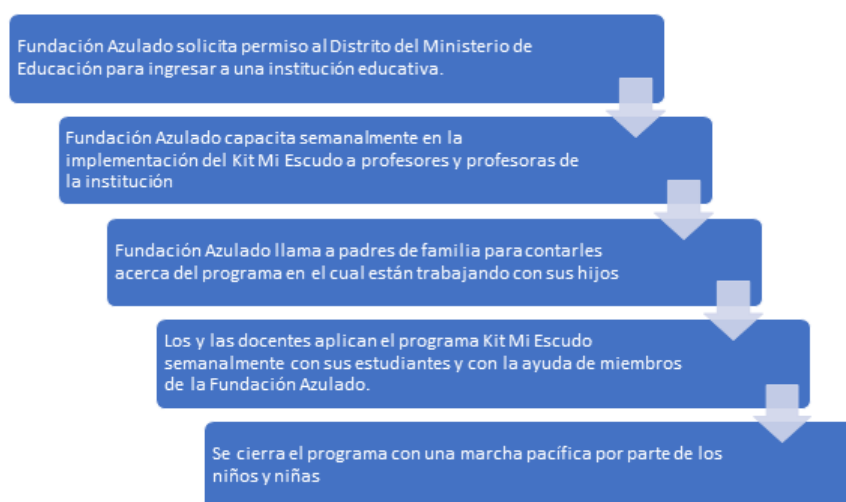 Fundación Azulado solicita permiso al Distrito del Ministerio de
Educación para ingresar a una institución educativa.
Fundación Azulado capacita semanalmente en la
implementación del Kit Mi Escudo a profesores y profesoras de
la institución
Fundación Azulado llama a padres de familia para contarles
acerca del programa en el cual están trabajando con sus hijos
Los y las docentes aplican el programa Kit Mi Escudo
semanalmente con sus estudiantes y con la ayuda de miembros
de la Fundación Azulado.
Se cierra el programa con una marcha pacífica por parte de los
niños y niñas